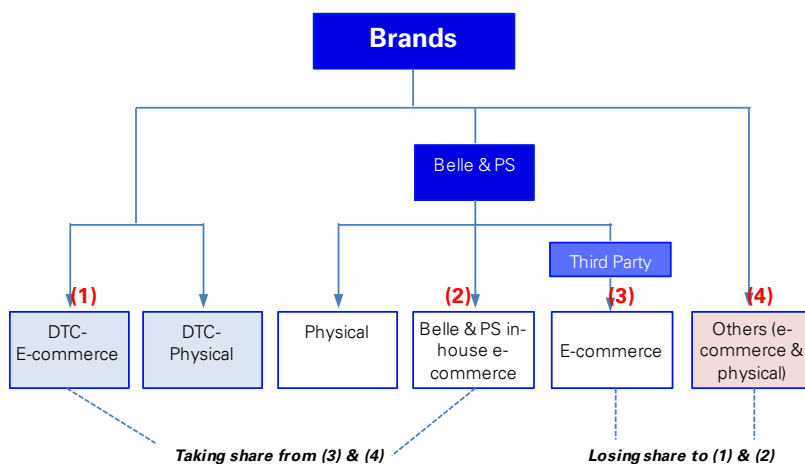 Brands
Belle & PS
Third Party
(1)
(2)
(3)
(4)
DTC-
E-commerce
DTC-
Physical
Physical
Belle & PS in-
house e-
commerce
E-commerce
Others (e-
commerce &
physical)
Taking share from (3) & (4)
Losing share to (1) & (2)